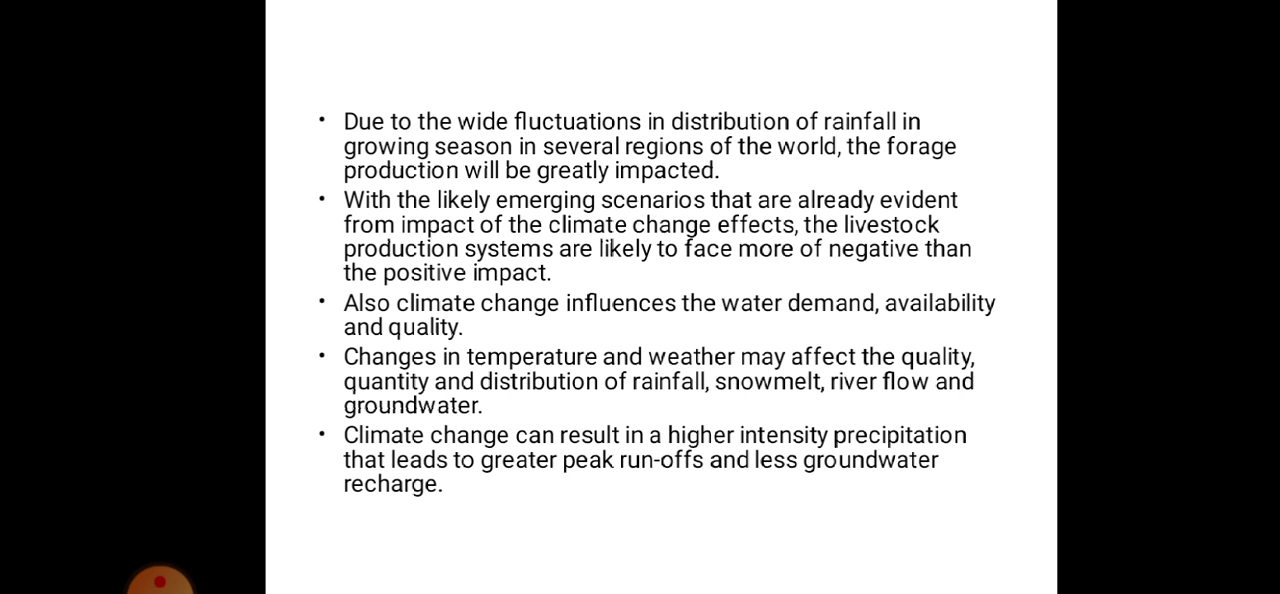 • Due to the wide fluctuations in distribution of rainfall in
growing season in several regions of the world, the forage
production will be greatly impacted.
• With the likely emerging scenarios that are already evident
from impact of the climate change effects, the livestock
production systems are likely to face more of negative than
the positive impact.
• Also climate change influences the water demand, availability
and quality.
• Changes in temperature and weather may affect the quality,
quantity and distribution of rainfall, snowmelt, river flow and
groundwater.
• Climate change can result in a higher intensity precipitation
that leads to greater peak run-offs and less groundwater
recharge.